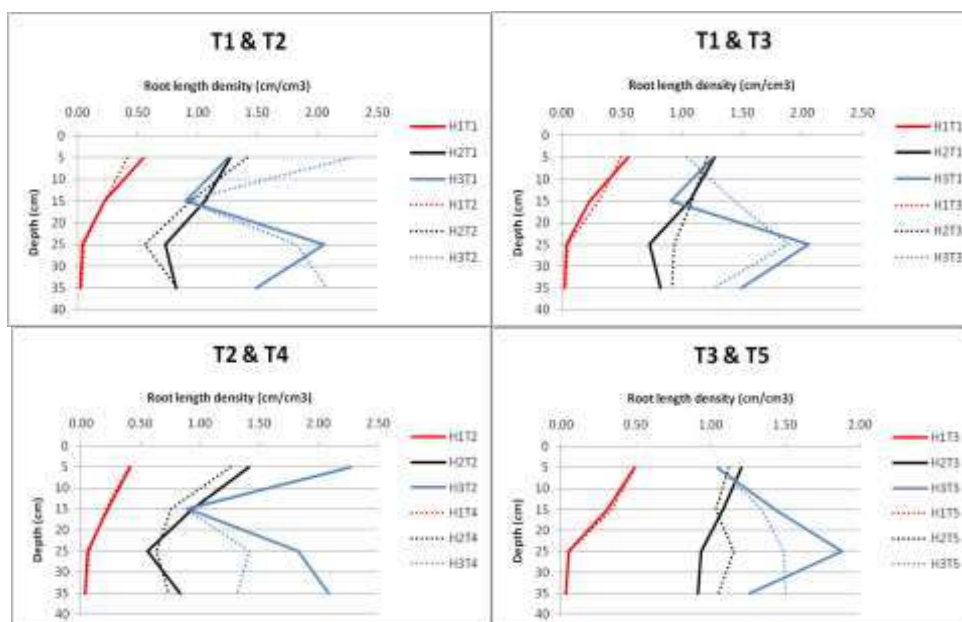 T1 & T2
Root length density (cm/cm3)
0.00 0.50 1.00 1.50 2.00 2.50
0
5
10
15
20
25
30
35
40
Depth (cm)
H1T1
H2T1
H3T1
H1T2
H2T2
H3T2
T1 & T3
Root length density (cm/cm3)
0.00 0.50 1.00 1.50 2.00 2.50
0
5
10
15
20
25
30
35
40
Depth (cm)
H1T1
H2T1
H3T1
H1T3
H2T3
H3T3
T2 & T4
Root length density (cm/cm3)
0.00 0.50 1.00 1.50 2.00 2.50
0
5
10
15
20
25
30
35
40
Depth (cm)
H1T2
H2T2
H3T2
H1T4
H2T4
H3T4
T3 & T5
Root length density (cm/cm3)
0.00 0.50 1.00 1.50 2.00
0
5
10
15
20
25
30
35
40
Depth (cm)
H1T3
H2T3
H3T3
H1T5
H2T5
H3T5